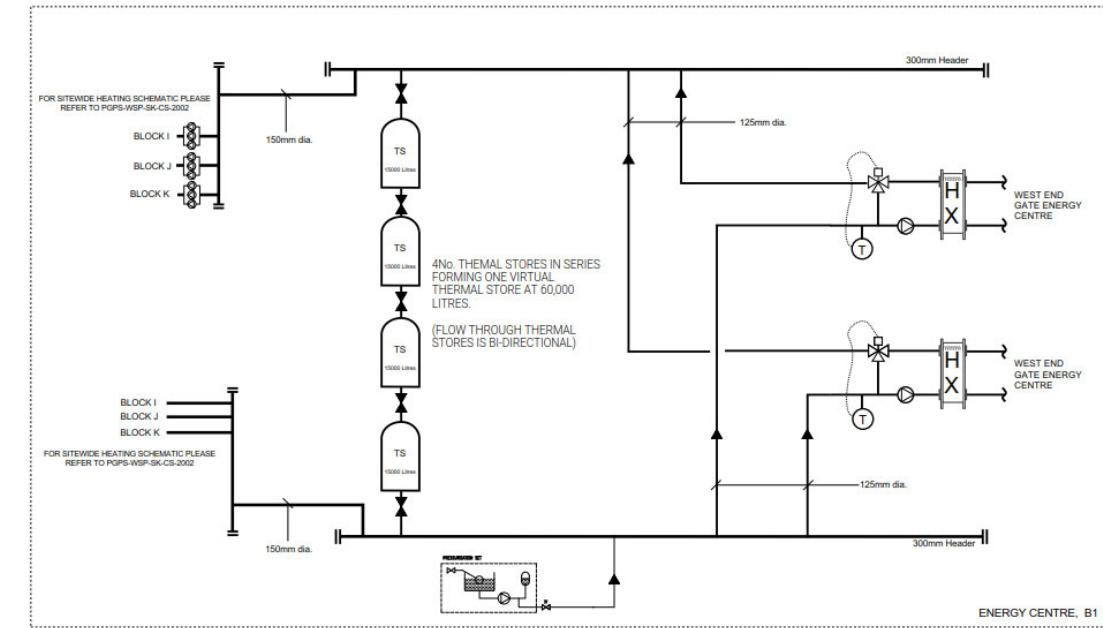 300mm Header
FOR SITEWIDE HEATING SCHEMATIC PLEASE
REFER TO PGPS-WSP-SK-CS-2002
BLOCK I
BLOCK J
BLOCK K
150mm dia.
125mm dia.
TS
15000 Litres
TS
15000 Litres
TS
15000 Litres
TS
15000 Litres
4No. THEMAL STORES IN SERIES
FORMING ONE VIRTUAL
THERMAL STORE AT 60,000
LITRES.
(FLOW THROUGH THERMAL
STORES IS BI-DIRECTIONAL)
H
X
T
WEST END
GATE ENERGY
CENTRE
H
X
T
WEST END
GATE ENERGY
CENTRE
BLOCK I
BLOCK J
BLOCK K
FOR SITEWIDE HEATING SCHEMATIC PLEASE
REFER TO PGPS-WSP-SK-CS-2002
125mm dia.
150mm dia.
300mm Header
PRESSURISATION SET
ENERGY CENTRE, B1